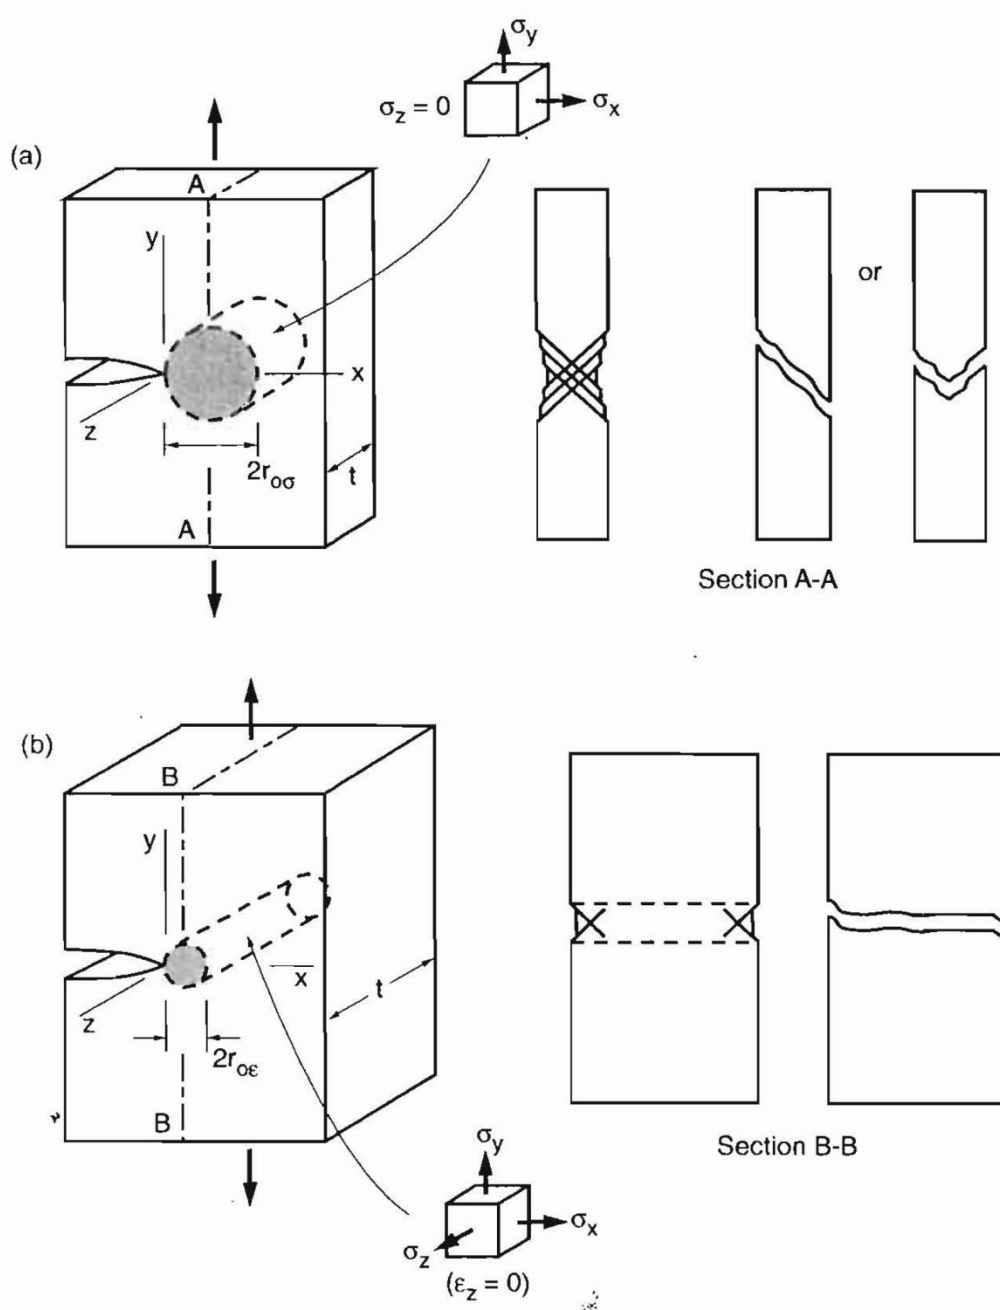 σy
σz = 0
σx
(a)
A
y
or
x
z
2roσ
t
A
Section A-A
(b)
B
y
x
t
z
2roε
B
Section B-B
σy
σx
σz
(εz = 0)